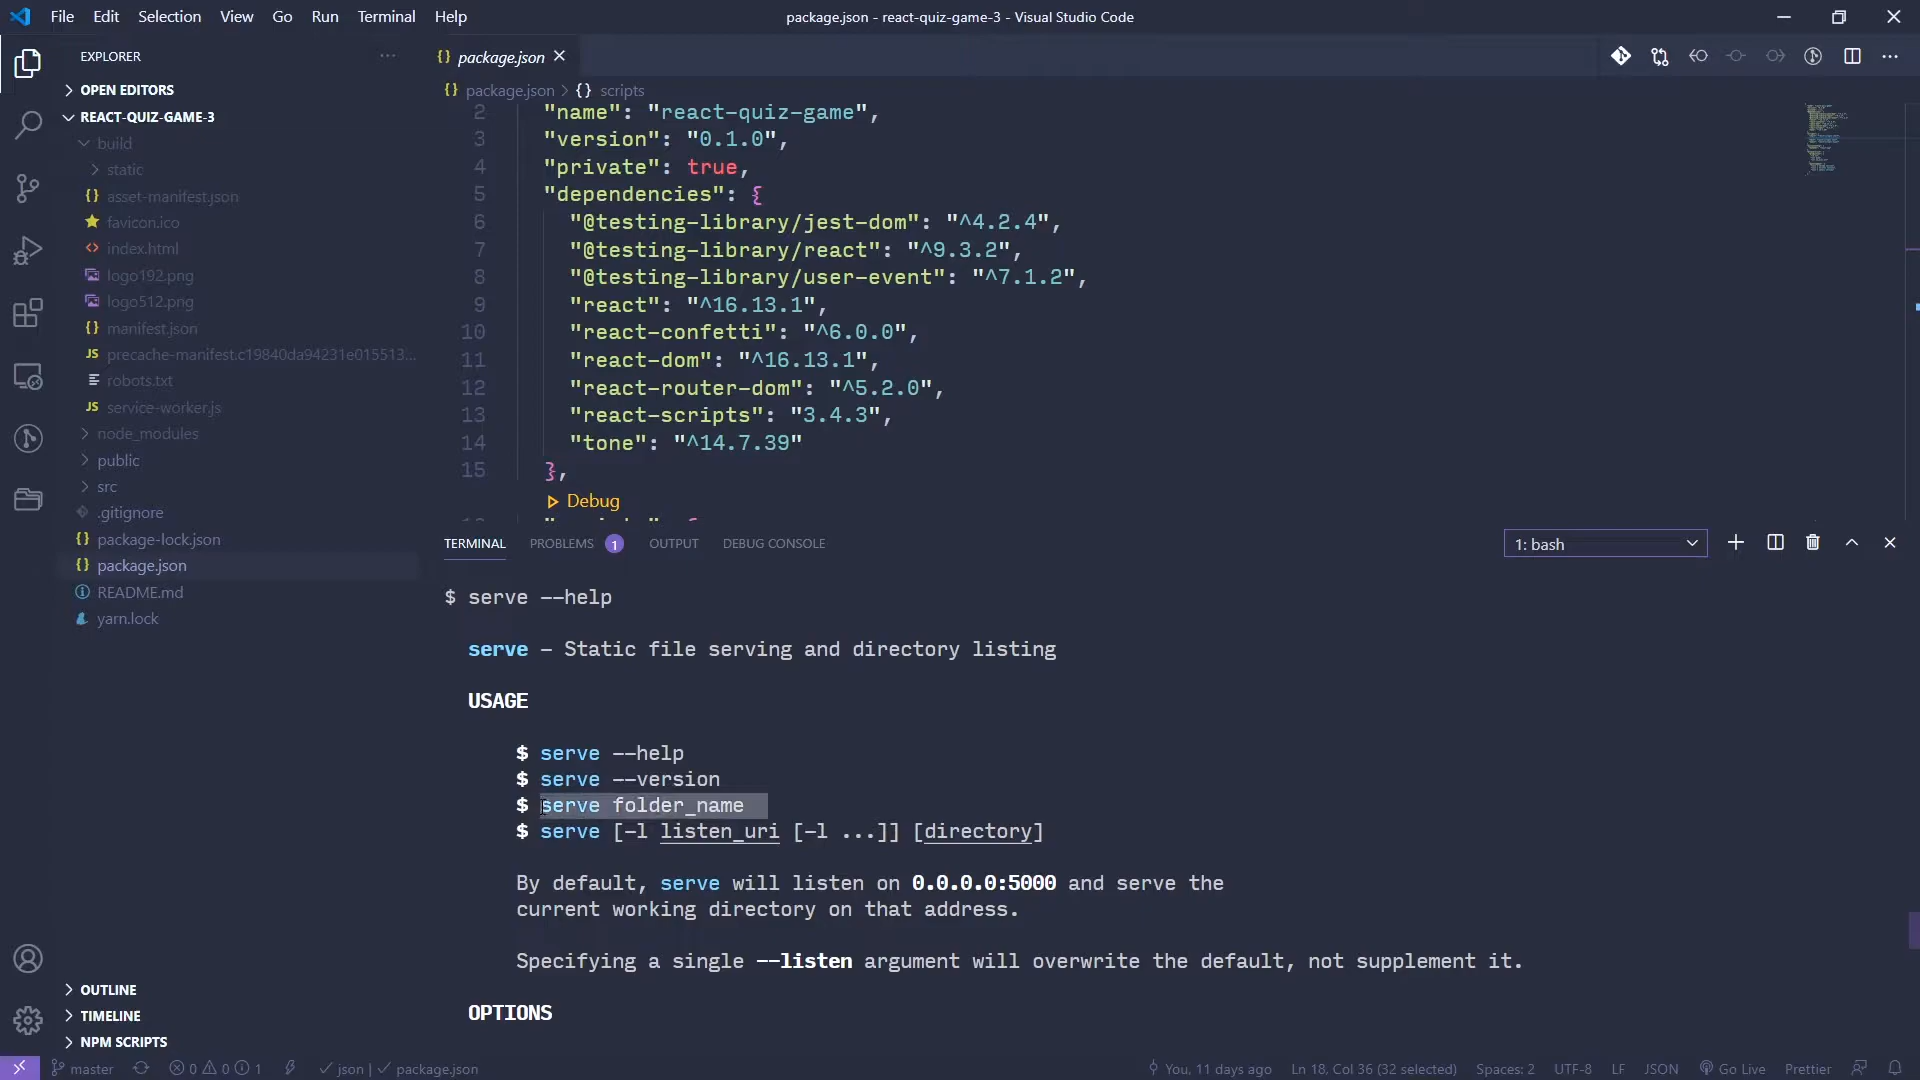 File Edit Selection View Go Run Terminal Help
package.json - react-quiz-game-3 - Visual Studio Code
EXPLORER
OPEN EDITORS
REACT-QUIZ-GAME-3
build
static
asset-manifest.json
favicon.ico
index.html
logo192.png
logo512.png
manifest.json
precache-manifest.c19840da94231e015513...
robots.txt
service-worker.js
node_modules
public
src
.gitignore
package-lock.json
package.json
README.md
yarn.lock
OUTLINE
TIMELINE
NPM SCRIPTS
{} package.json
{} package.json > {} scripts
2 "name": "react-quiz-game",
3 "version": "0.1.0",
4 "private": true,
5 "dependencies": {
6 "@testing-library/jest-dom": "^4.2.4",
7 "@testing-library/react": "^9.3.2",
8 "@testing-library/user-event": "^7.1.2",
9 "react": "^16.13.1",
10 "react-confetti": "^6.0.0",
11 "react-dom": "^16.13.1",
12 "react-router-dom": "^5.2.0",
13 "react-scripts": "3.4.3",
14 "tone": "^14.7.39"
15 },
Debug
TERMINAL PROBLEMS 1 OUTPUT DEBUG CONSOLE
1: bash
$ serve --help
serve - Static file serving and directory listing
USAGE
$ serve --help
$ serve --version
$ serve folder_name
$ serve [-l listen_uri [-l ...]] [directory]
By default, serve will listen on 0.0.0.0:5000 and serve the
current working directory on that address.
Specifying a single --listen argument will overwrite the default, not supplement it.
OPTIONS
master 0 0 1 json | package.json
You, 11 days ago Ln 18, Col 36 (32 selected) Spaces: 2 UTF-8 LF JSON Go Live Prettier